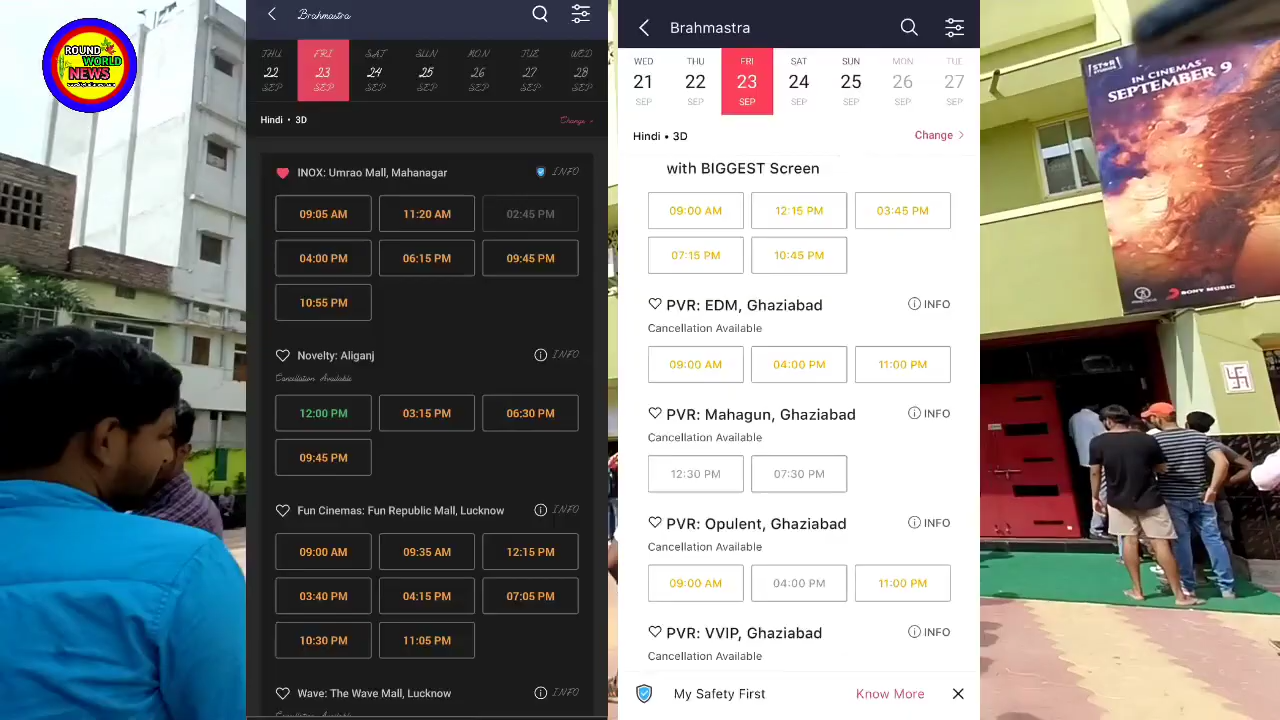 ROUND
WORLD
NEWS
Brahmastra
THU FRI SAT SUN MON TUE WED
22 23 24 25 26 27 28
SEP SEP SEP SEP SEP SEP SEP
Hindi • 3D Change >
INOX: Umrao Mall, Mahanagar INFO
09:05 AM 11:20 AM 02:45 PM
04:00 PM 06:15 PM 09:45 PM
10:55 PM
Novelty: Aliganj INFO
Cancellation Available
12:00 PM 03:15 PM 06:30 PM
09:45 PM
Fun Cinemas: Fun Republic Mall, Lucknow INFO
09:00 AM 09:35 AM 12:15 PM
03:40 PM 04:15 PM 07:05 PM
10:30 PM 11:05 PM
Wave: The Wave Mall, Lucknow INFO
Brahmastra
WED THU FRI SAT SUN MON TUE
21 22 23 24 25 26 27
SEP SEP SEP SEP SEP SEP SEP
Hindi • 3D Change >
with BIGGEST Screen
09:00 AM 12:15 PM 03:45 PM
07:15 PM 10:45 PM
PVR: EDM, Ghaziabad INFO
Cancellation Available
09:00 AM 04:00 PM 11:00 PM
PVR: Mahagun, Ghaziabad INFO
Cancellation Available
12:30 PM 07:30 PM
PVR: Opulent, Ghaziabad INFO
Cancellation Available
09:00 AM 04:00 PM 11:00 PM
PVR: VVIP, Ghaziabad INFO
Cancellation Available
My Safety First Know More
STAR
STUDIOS
IN CINEMAS
SEPTEMBER 9
SONY MUSIC